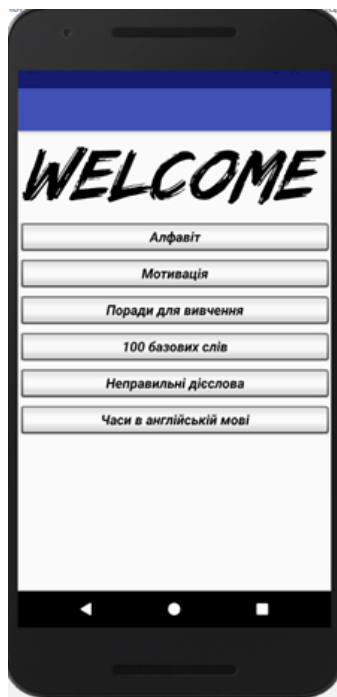 WELCOME
Алфавіт
Мотивація
Поради для вивчення
100 базових слів
Неправильні дієслова
Часи в англійській мові